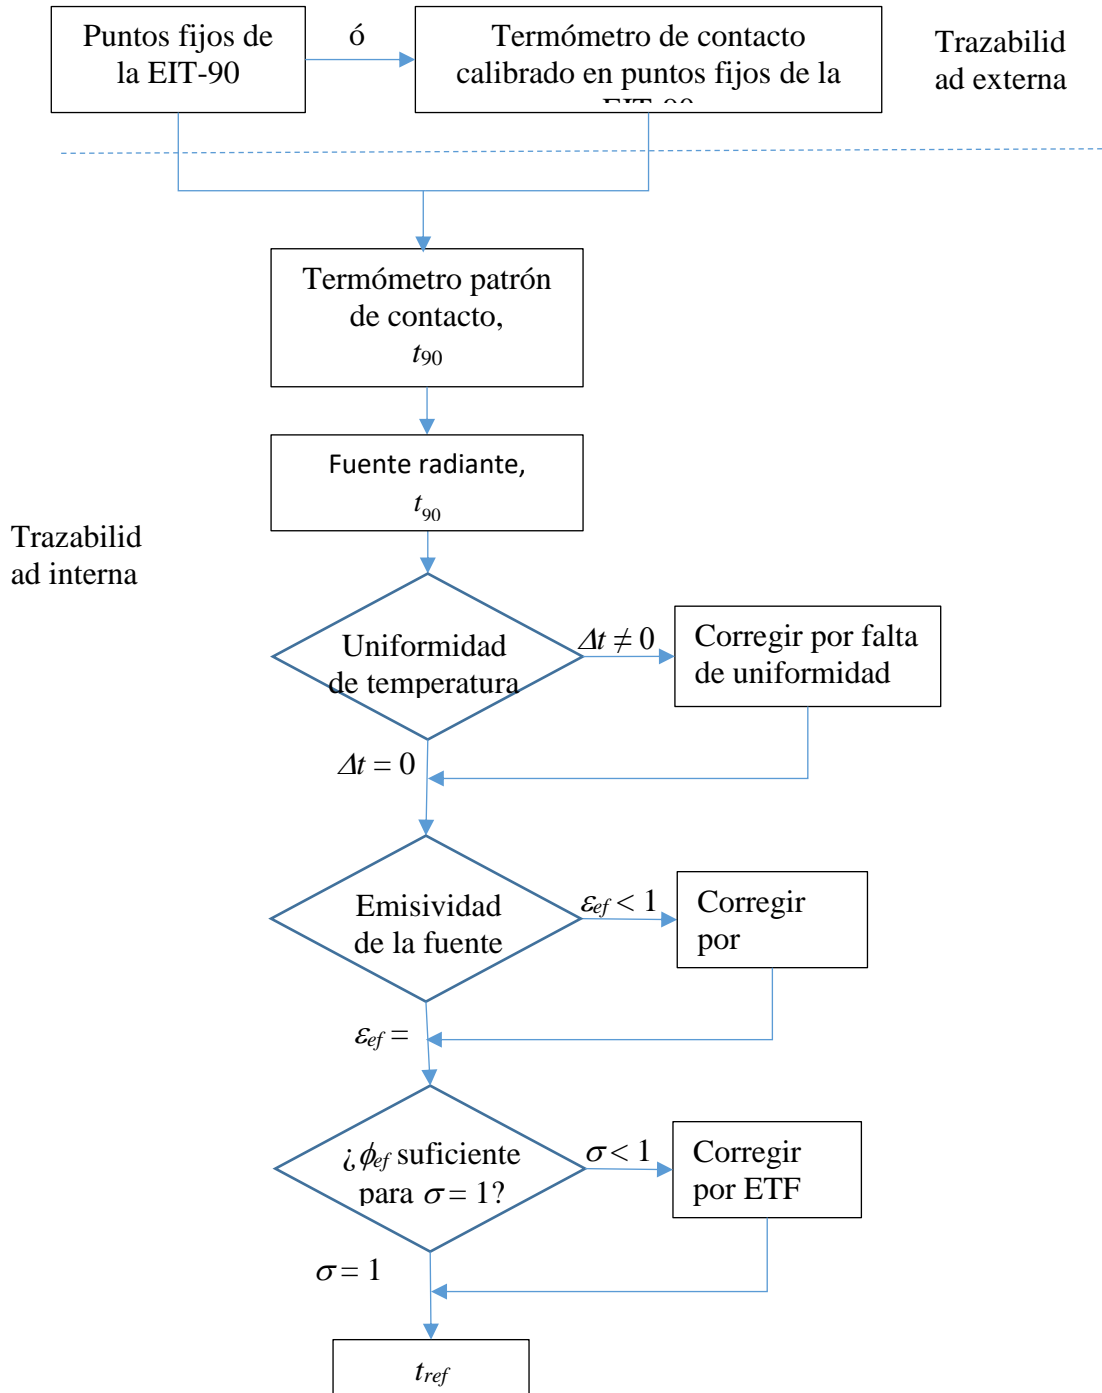 Puntos fijos de
la EIT-90
ó
Termómetro de contacto
calibrado en puntos fijos de la
EIT-90
Trazabilid
ad externa
Termómetro patrón
de contacto,
t90
Fuente radiante,
t90
Trazabilid
ad interna
Uniformidad
de temperatura
Δt ≠ 0
Corregir por falta
de uniformidad
Δt = 0
Emisividad
de la fuente
εef < 1
Corregir
por
εef =
¿ϕef suficiente
para σ = 1?
σ < 1
Corregir
por ETF
σ = 1
tref